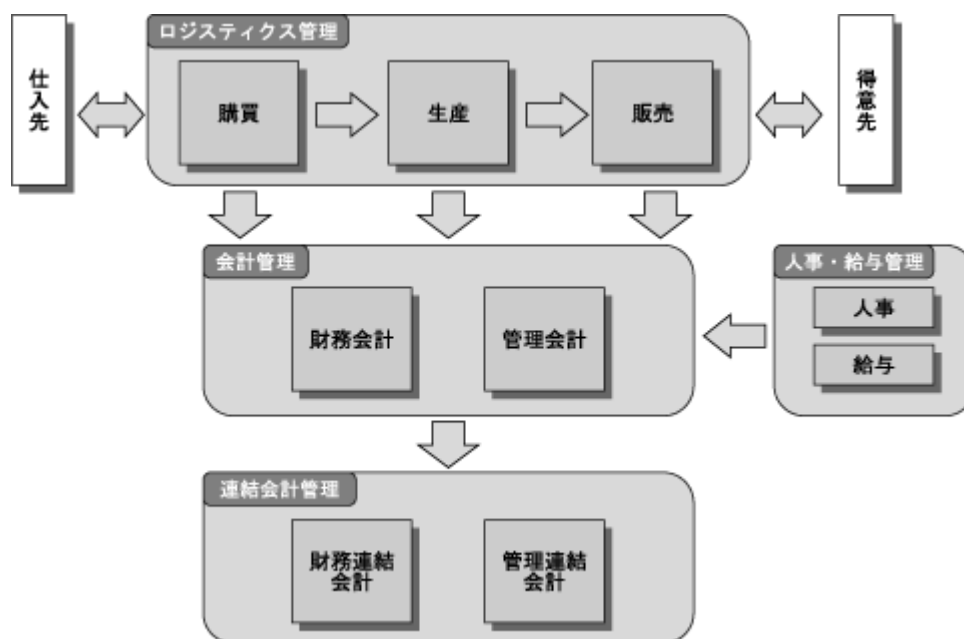 ロジスティクス管理
仕入先
購買
生産
販売
得意先
会計管理
財務会計
管理会計
人事・給与管理
人事
給与
連結会計管理
財務連結
会計
管理連結
会計